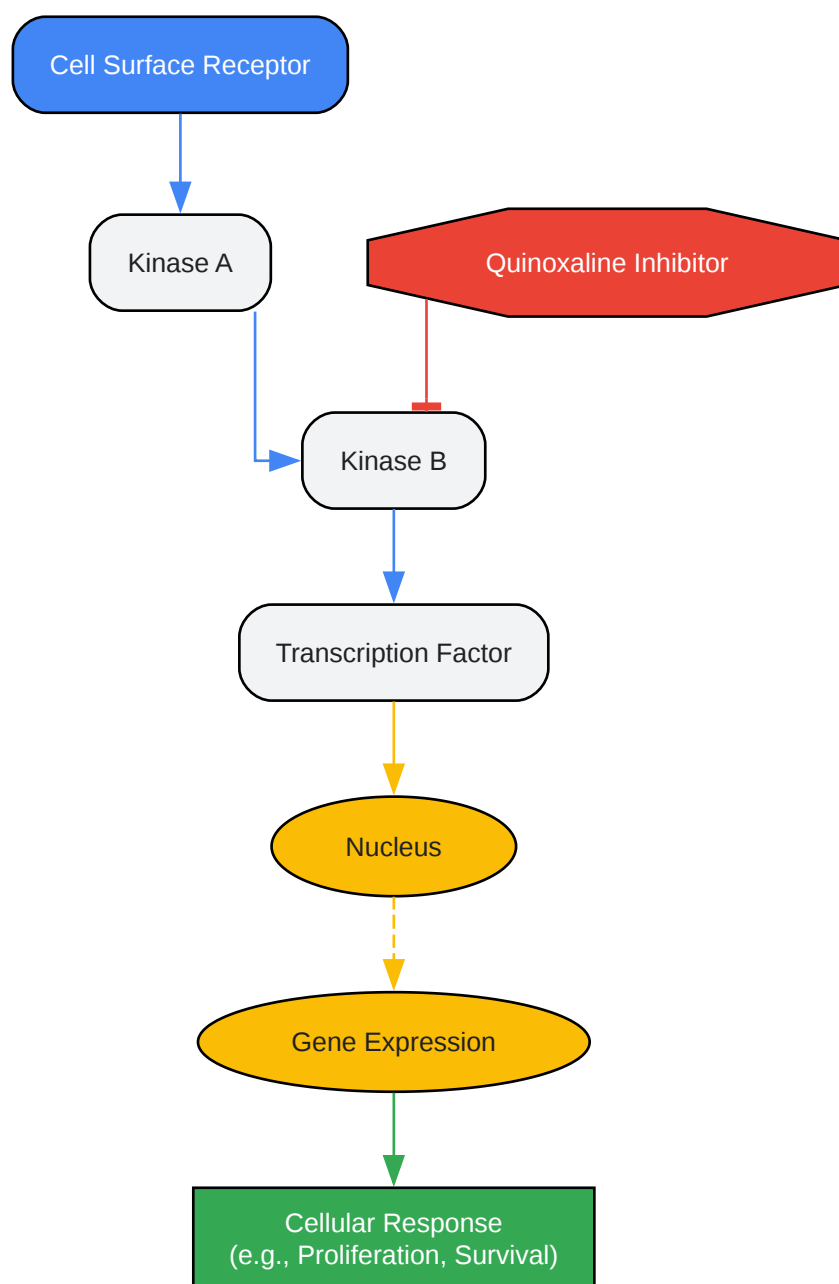 Cell Surface Receptor
Kinase A
Quinoxaline Inhibitor
Kinase B
Transcription Factor
Nucleus
Gene Expression
Cellular Response
(e.g., Proliferation, Survival)